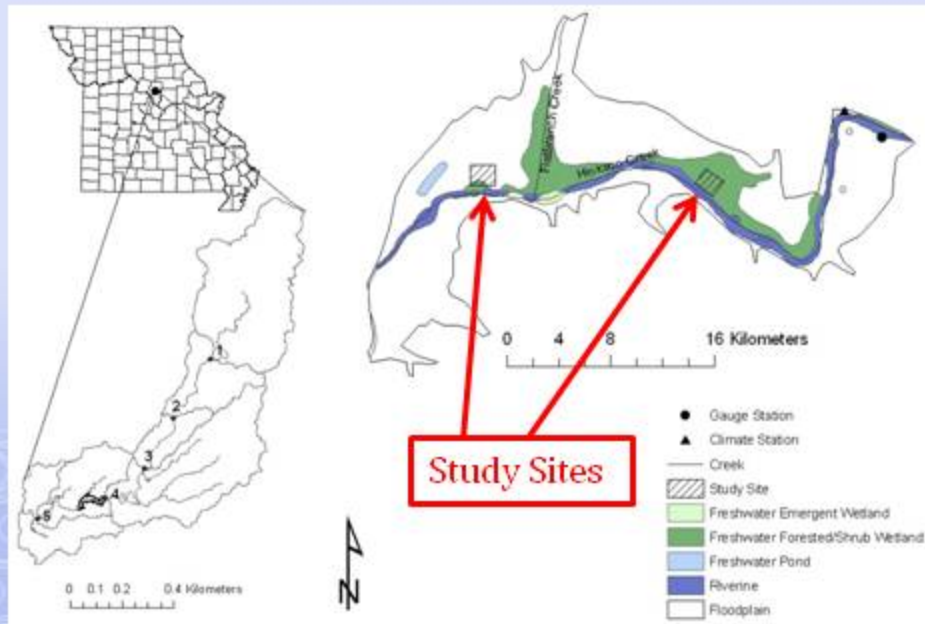 Hinkson Creek
0 4 8 16 Kilometers
Study Sites
Gauge Station
Climate Station
Creek
Study Site
Freshwater Emergent Wetland
Freshwater Forested/Shrub Wetland
Freshwater Pond
Riverine
Floodplain
1
2
3
4
5
0 0.1 0.2 0.4 Kilometers
N